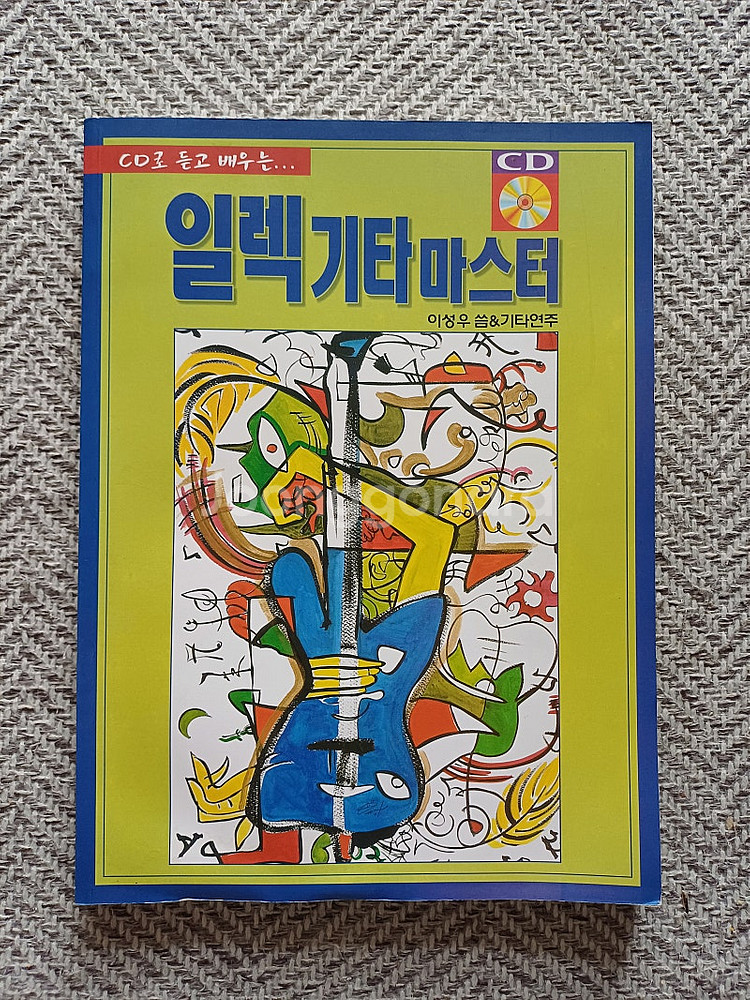 CD로 듣고 배우는...
CD
일렉 기타 마스터
이성우 씀&기타연주
Joonggonara